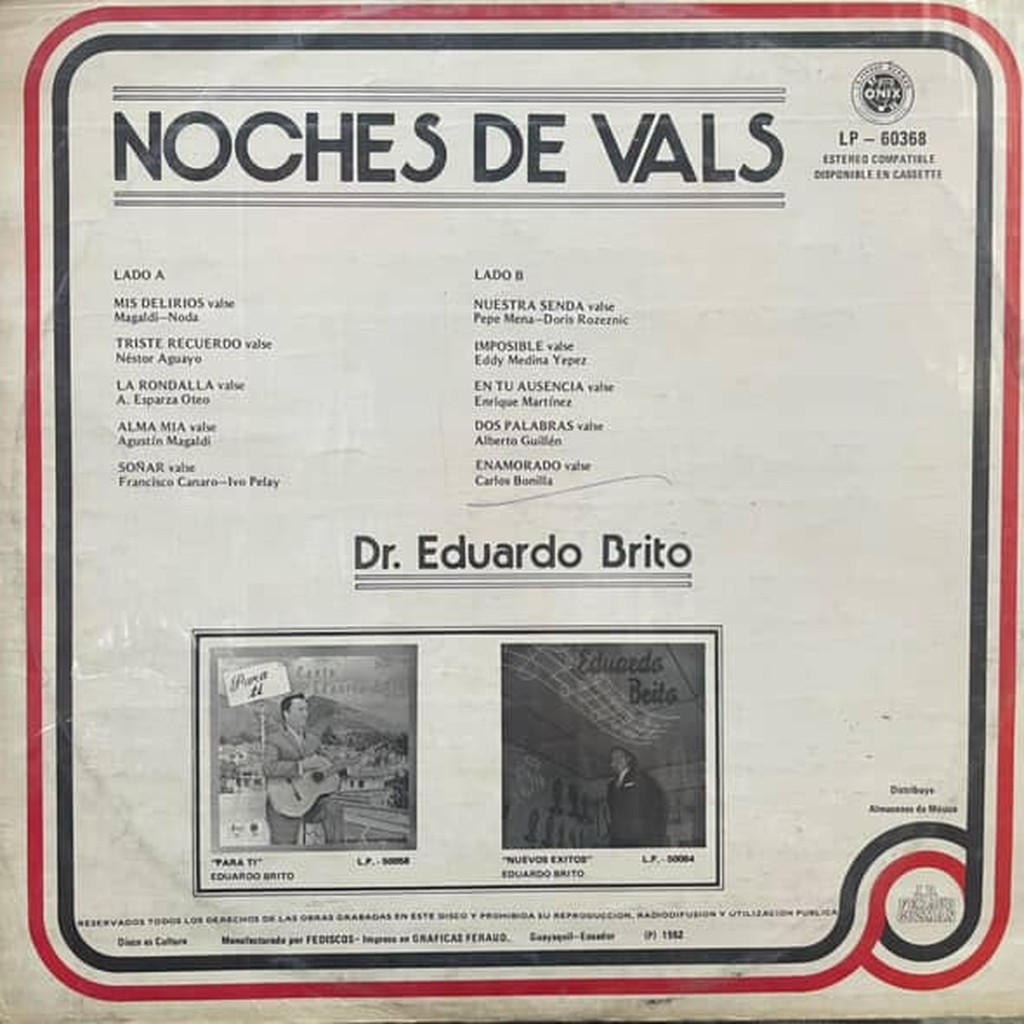 NOCHES DE VALS
ONIX
LP – 60368
ESTEREO COMPATIBLE
DISPONIBLE EN CASSETTE
LADO A
MIS DELIRIOS valse
Magaldi–Noda
TRISTE RECUERDO valse
Néstor Aguayo
LA RONDALLA valse
A. Esparza Oteo
ALMA MIA valse
Agustín Magaldi
SOÑAR valse
Francisco Canaro–Ivo Pelay
LADO B
NUESTRA SENDA valse
Pepe Mena–Doris Rozeznic
IMPOSIBLE valse
Eddy Medina Yepez
EN TU AUSENCIA valse
Enrique Martínez
DOS PALABRAS valse
Alberto Guillén
ENAMORADO valse
Carlos Bonilla
Dr. Eduardo Brito
Para
ti
Canta
Eduardo
Brito
"PARA TI" L.P.-50058
EDUARDO BRITO
"NUEVOS EXITOS" L.P.-50084
EDUARDO BRITO
Distribuye
Almacenes de Música
J.D.
FERAUD
GUZMAN
RESERVADOS TODOS LOS DERECHOS DE LAS OBRAS GRABADAS EN ESTE DISCO Y PROHIBIDA SU REPRODUCCION, RADIODIFUSION Y UTILIZACION PUBLICA
Disco es Cultura Manufacturado por FEDISCOS – Impreso en GRAFICAS FERAUD. Guayaquil–Ecuador (P) 1982